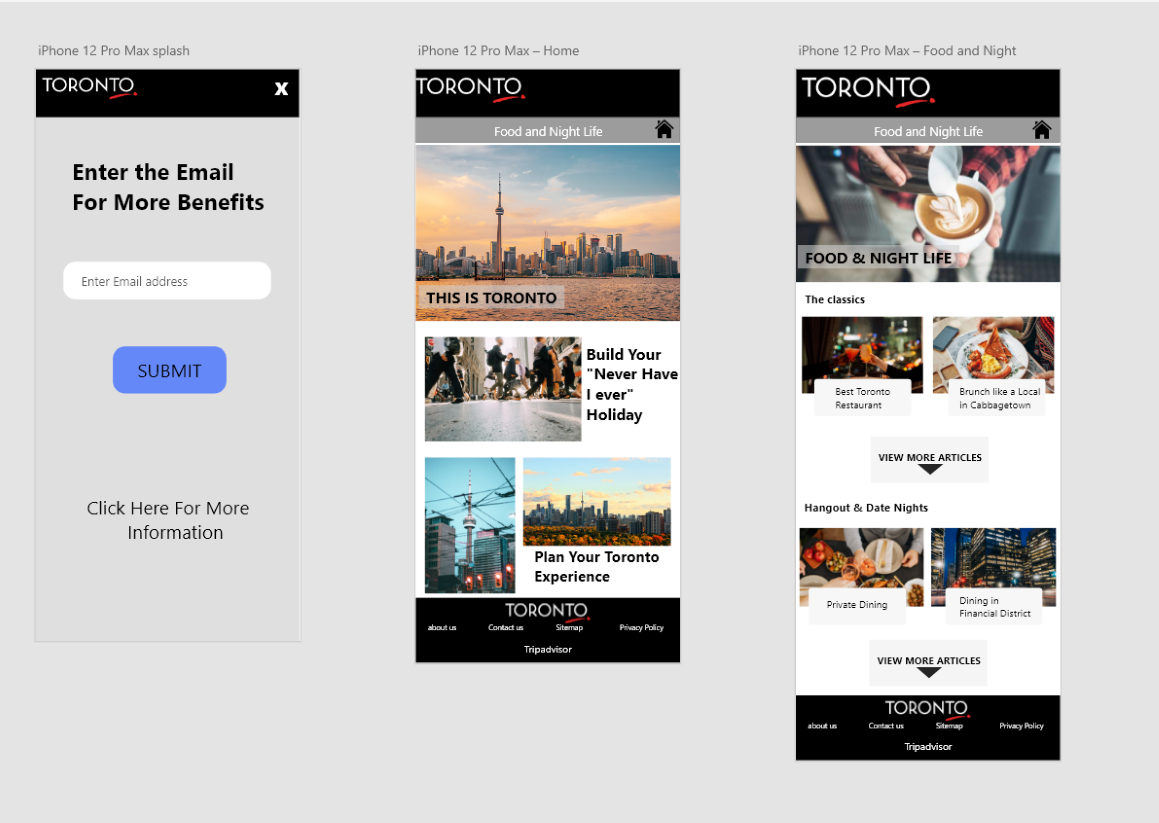 iPhone 12 Pro Max splash
TORONTO
X
Enter the Email
For More Benefits
Enter Email address
SUBMIT
Click Here For More
Information
iPhone 12 Pro Max – Home
TORONTO
Food and Night Life
THIS IS TORONTO
Build Your
"Never Have
I ever"
Holiday
Plan Your Toronto
Experience
TORONTO
about us Contact us Sitemap Privacy Policy
Tripadvisor
iPhone 12 Pro Max – Food and Night
TORONTO
Food and Night Life
FOOD & NIGHT LIFE
The classics
Best Toronto
Restaurant
Brunch like a Local
in Cabbagetown
VIEW MORE ARTICLES
Hangout & Date Nights
Private Dining
Dining in
Financial District
VIEW MORE ARTICLES
TORONTO
about us Contact us Sitemap Privacy Policy
Tripadvisor